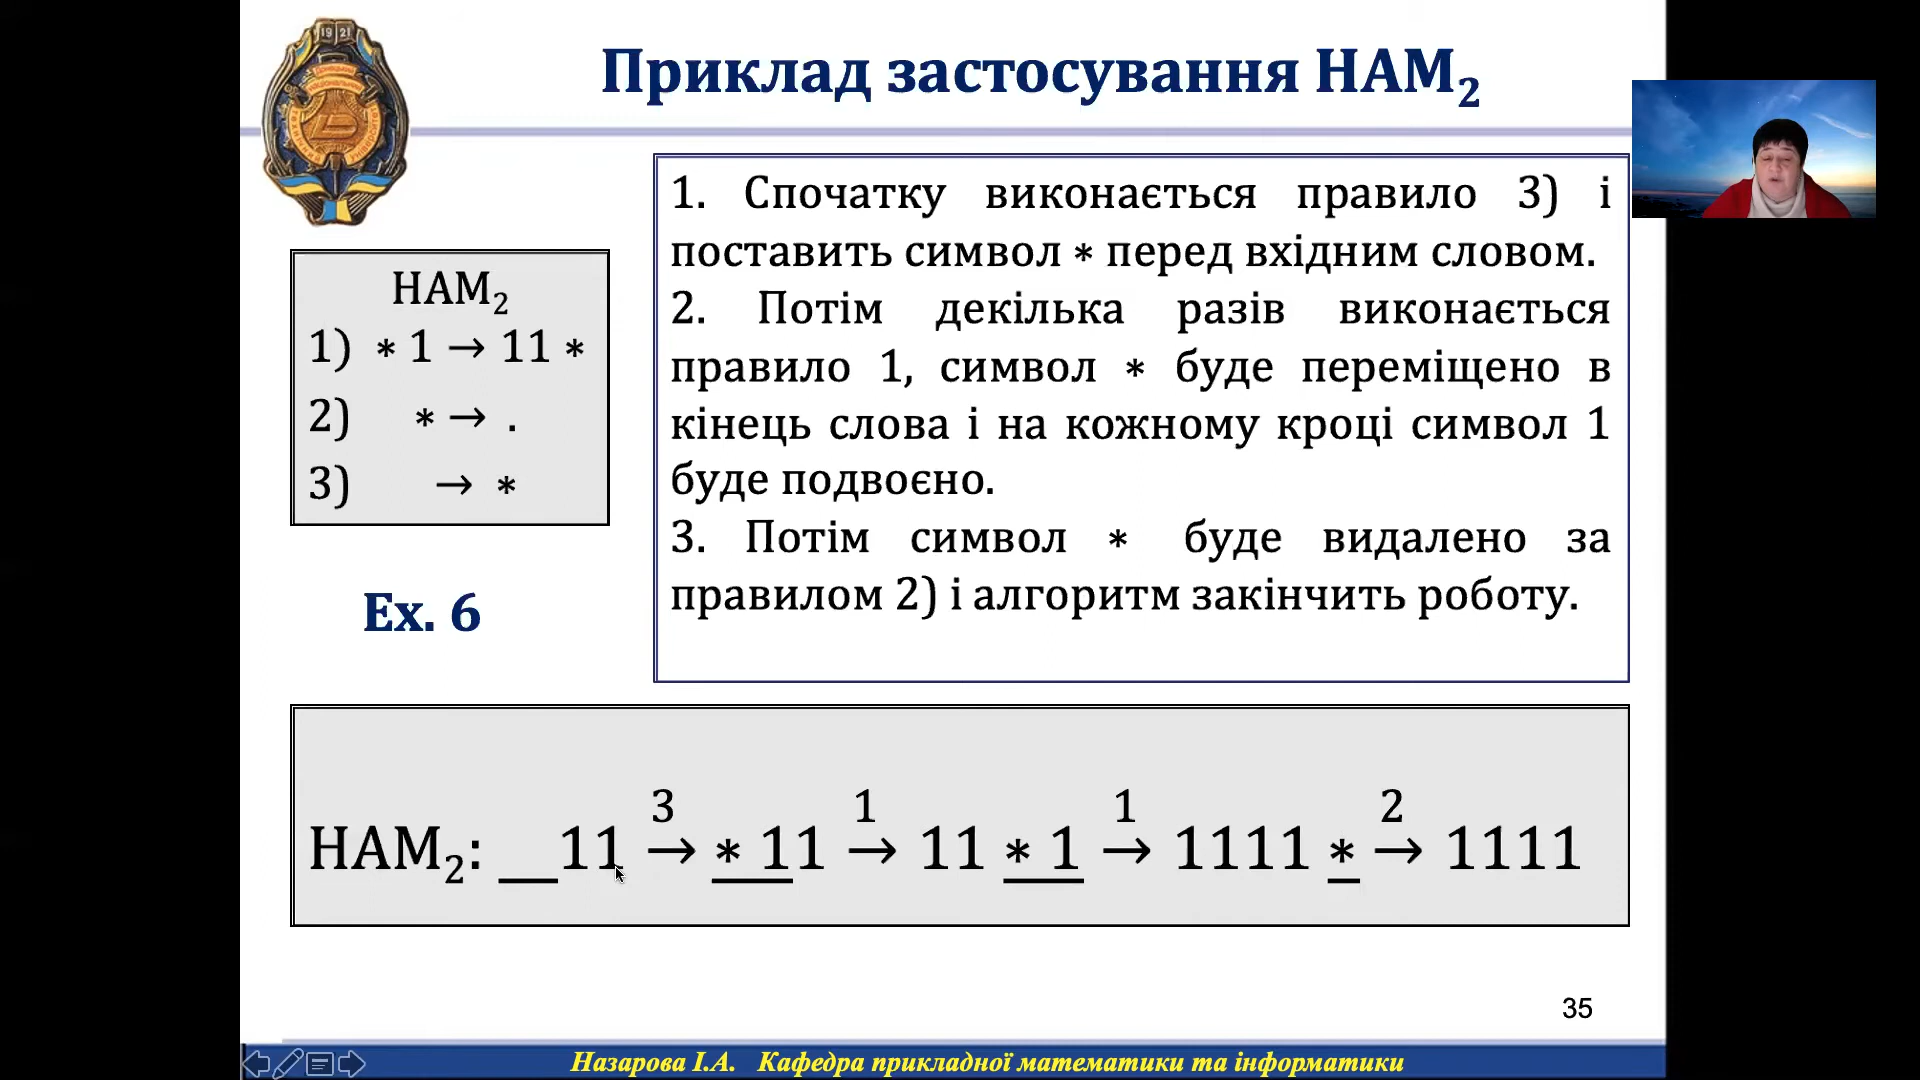 Приклад застосування НАМ₂
НАМ₂
1) * 1 → 11 *
2) * → .
3) → *
Ex. 6
1. Спочатку виконається правило 3) і
поставить символ * перед вхідним словом.
2. Потім декілька разів виконається
правило 1, символ * буде переміщено в
кінець слова і на кожному кроці символ 1
буде подвоєно.
3. Потім символ * буде видалено за
правилом 2) і алгоритм закінчить роботу.
3 1 1 2
НАМ₂: __11 → * 11 → 11 * 1 → 1111 * → 1111
35
Назарова І.А. Кафедра прикладної математики та інформатики
1921